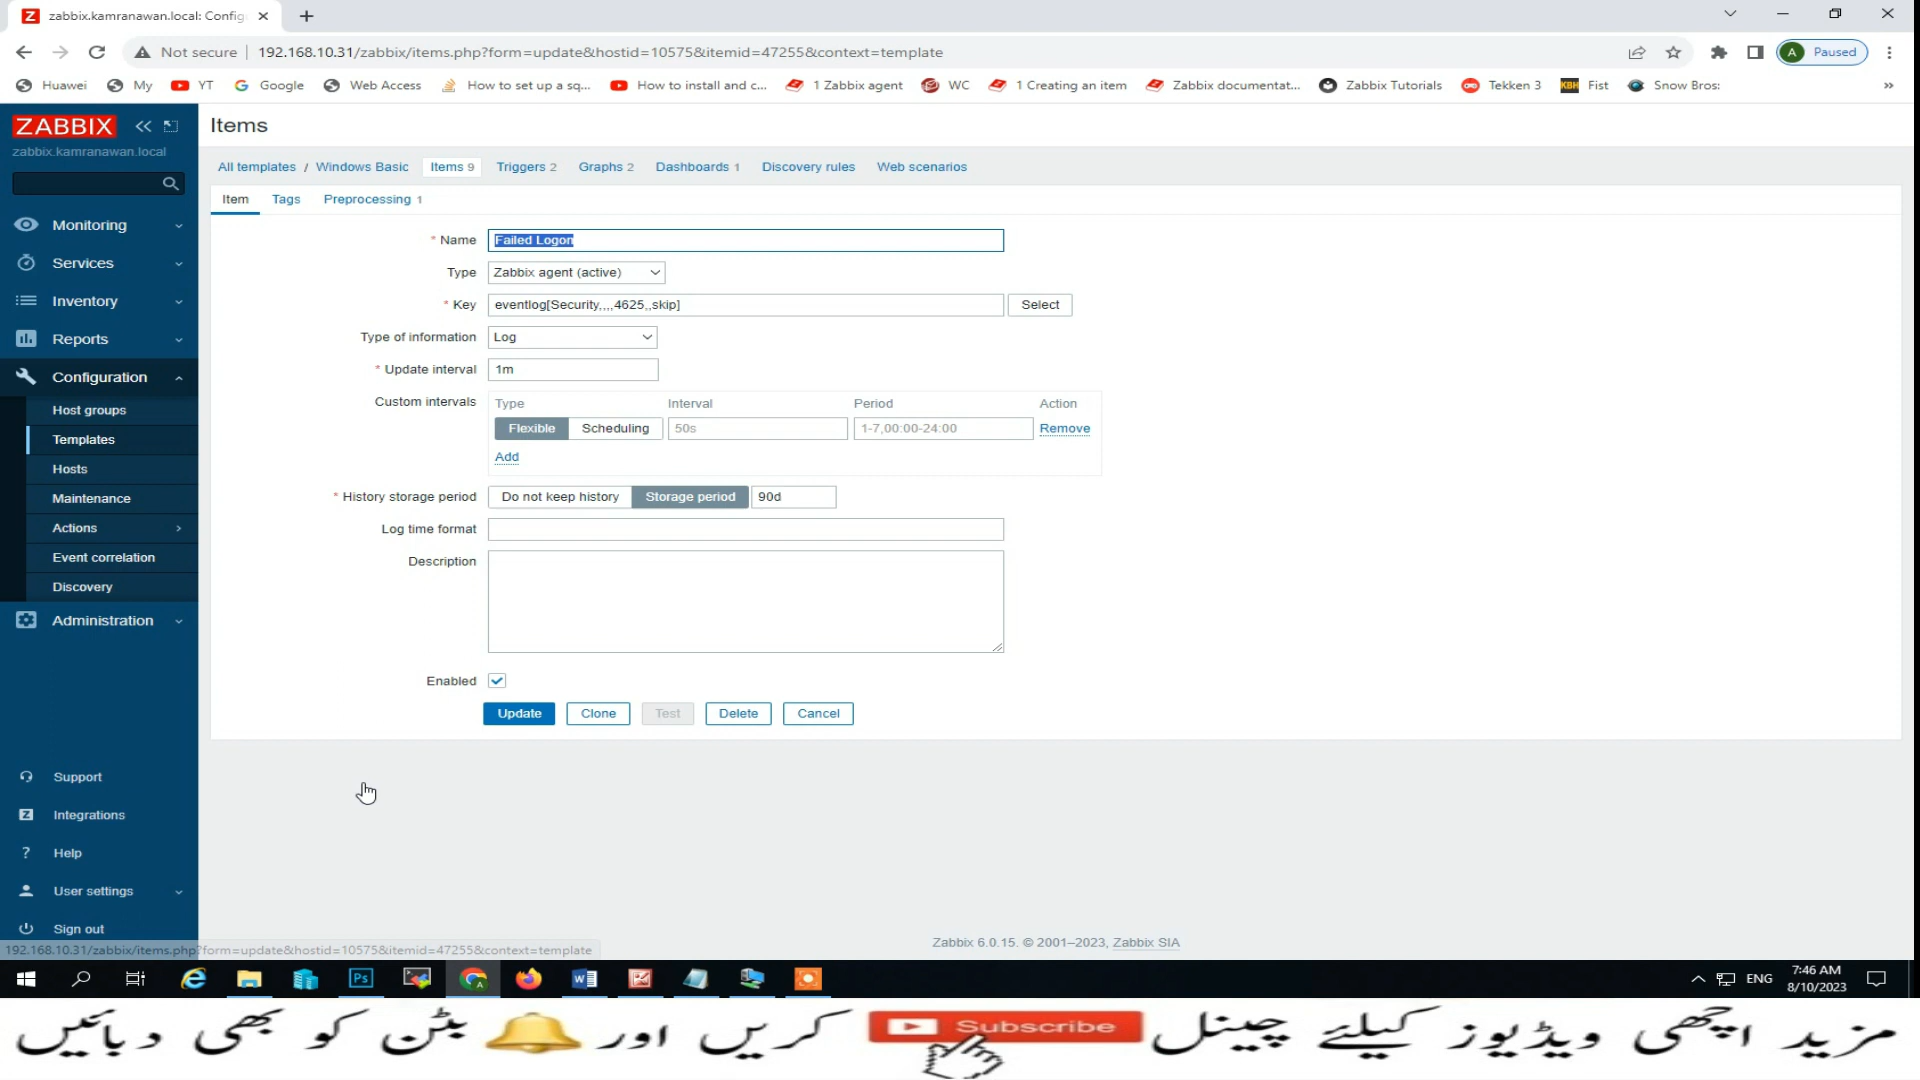 zabbix.kamranawan.local: Config
Not secure 192.168.10.31/zabbix/items.php?form=update&hostid=10575&itemid=47255&context=template A Paused
Huawei My YT Google Web Access How to set up a sq... How to install and c... 1 Zabbix agent WC 1 Creating an item Zabbix documentat... Zabbix Tutorials Tekken 3 Fist Snow Bros: »
ZABBIX
zabbix.kamranawan.local
Monitoring
Services
Inventory
Reports
Configuration
Host groups
Templates
Hosts
Maintenance
Actions
Event correlation
Discovery
Administration
Support
Integrations
Help
User settings
Sign out
Items
All templates / Windows Basic Items 9 Triggers 2 Graphs 2 Dashboards 1 Discovery rules Web scenarios
Item Tags Preprocessing 1
* Name Failed Logon
Type Zabbix agent (active)
* Key eventlog[Security,,,,4625,,skip] Select
Type of information Log
* Update interval 1m
Custom intervals Type Interval Period Action
Flexible Scheduling 50s 1-7,00:00-24:00 Remove
Add
* History storage period Do not keep history Storage period 90d
Log time format
Description
Enabled
Update Clone Test Delete Cancel
Zabbix 6.0.15. © 2001–2023, Zabbix SIA
192.168.10.31/zabbix/items.php?form=update&hostid=10575&itemid=47255&context=template
ENG 7:46 AM
8/10/2023
مزید اچھی ویڈیوز کیلئے چینل Subscribe کریں اور بٹن کو بھی دبائیں